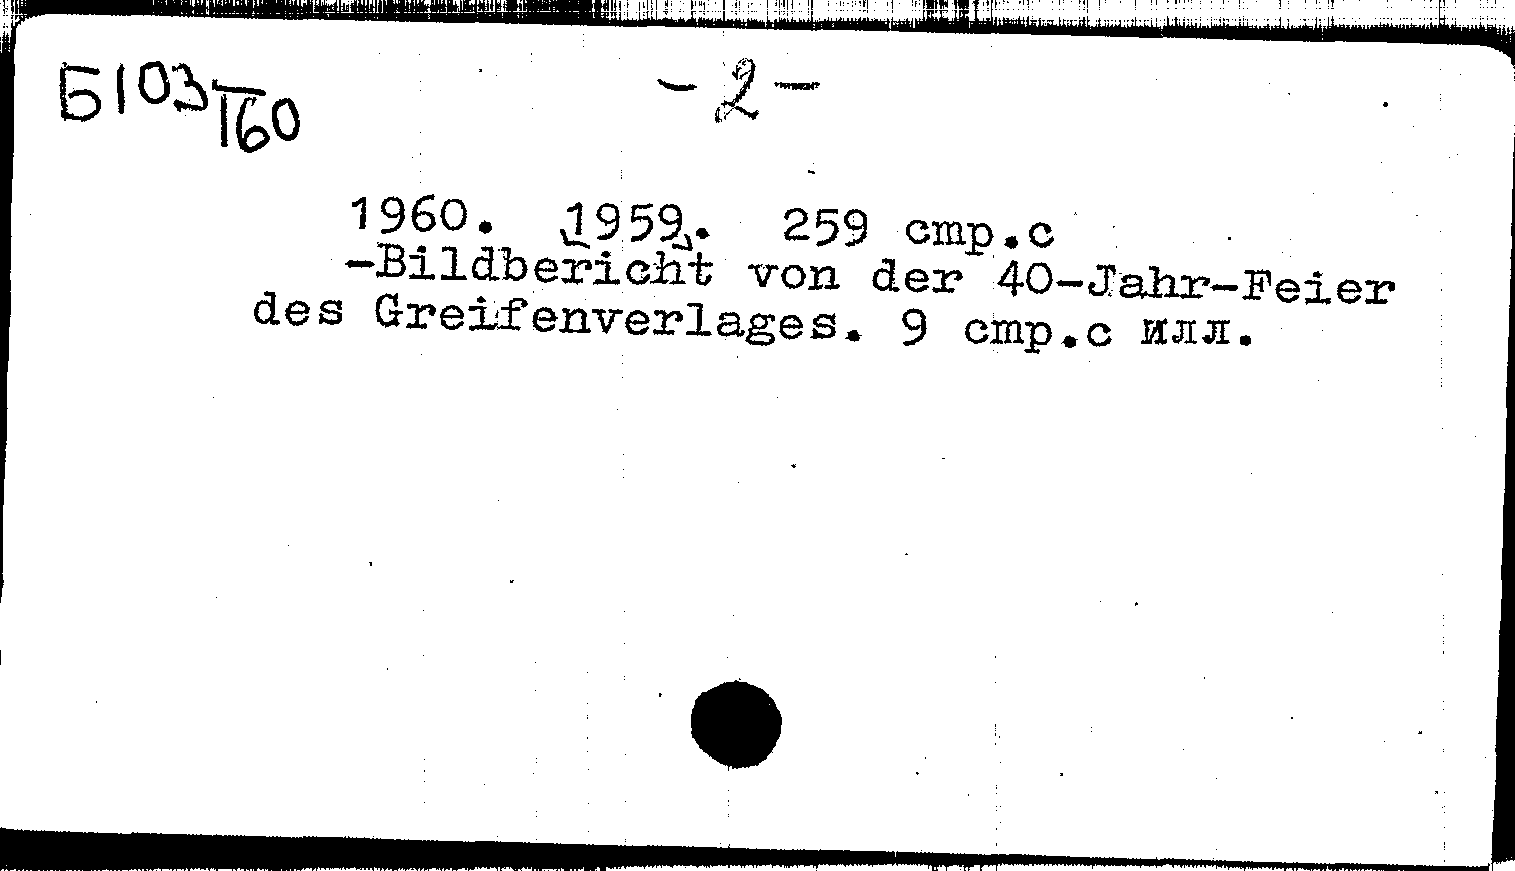 Б103/160
-2-
1960. 1959. 259 стр.с
-Bildbericht von der 40-Jahr-Feier
des Greifenverlages. 9 стр.с илл.